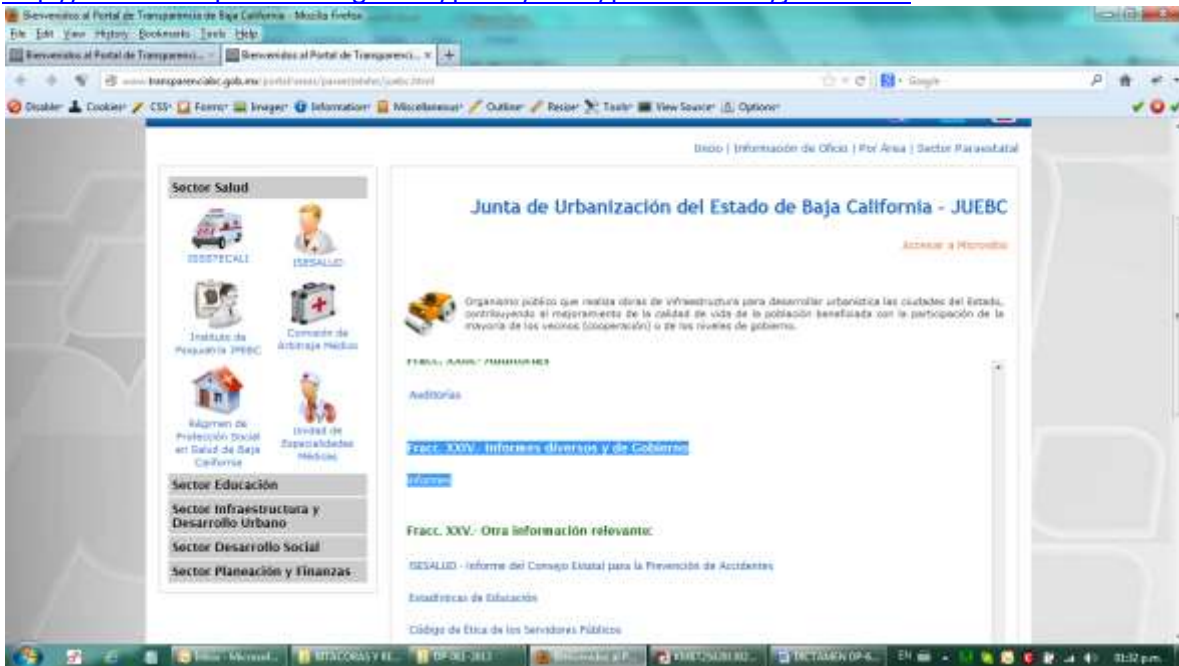 Bienvenidos al Portal de Transparencia de Baja California - Mozilla Firefox
File Edit View History Bookmarks Tools Help
Bienvenidos al Portal de Transparenci... Bienvenidos al Portal de Transparenci... × +
transparenciabc.gob.mx Google
Disable Cookies CSS Forms Images Information Miscellaneous Outline Resize Tools View Source Options
Inicio | Información de Oficio | Por Área | Sector Paraestatal
Sector Salud
ISSSTECALI
ISESALUD
Instituto de Psiquiatría IPEBC
Comisión de Arbitraje Médico
Régimen de Protección Social en Salud de Baja California
Unidad de Especialidades Médicas
Sector Educación
Sector Infraestructura y Desarrollo Urbano
Sector Desarrollo Social
Sector Planeación y Finanzas
Junta de Urbanización del Estado de Baja California - JUEBC
Accesar a Micrositio
Organismo público que realiza obras de infraestructura para desarrollar urbanística las ciudades del Estado,
contribuyendo al mejoramiento de la calidad de vida de la población beneficiada con la participación de la
mayoría de los vecinos (cooperación) o de los niveles de gobierno.
Fracc. XXIII.- Auditorías
Auditorías
Fracc. XXIV.- Informes diversos y de Gobierno
Informes
Fracc. XXV.- Otra información relevante:
ISESALUD - Informe del Consejo Estatal para la Prevención de Accidentes
Estadísticas de Educación
Código de Ética de los Servidores Públicos
EN 01:32 p.m.